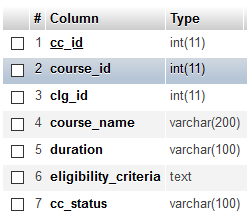 # Column Type
1 cc_id int(11)
2 course_id int(11)
3 clg_id int(11)
4 course_name varchar(200)
5 duration varchar(100)
6 eligibility_criteria text
7 cc_status varchar(100)